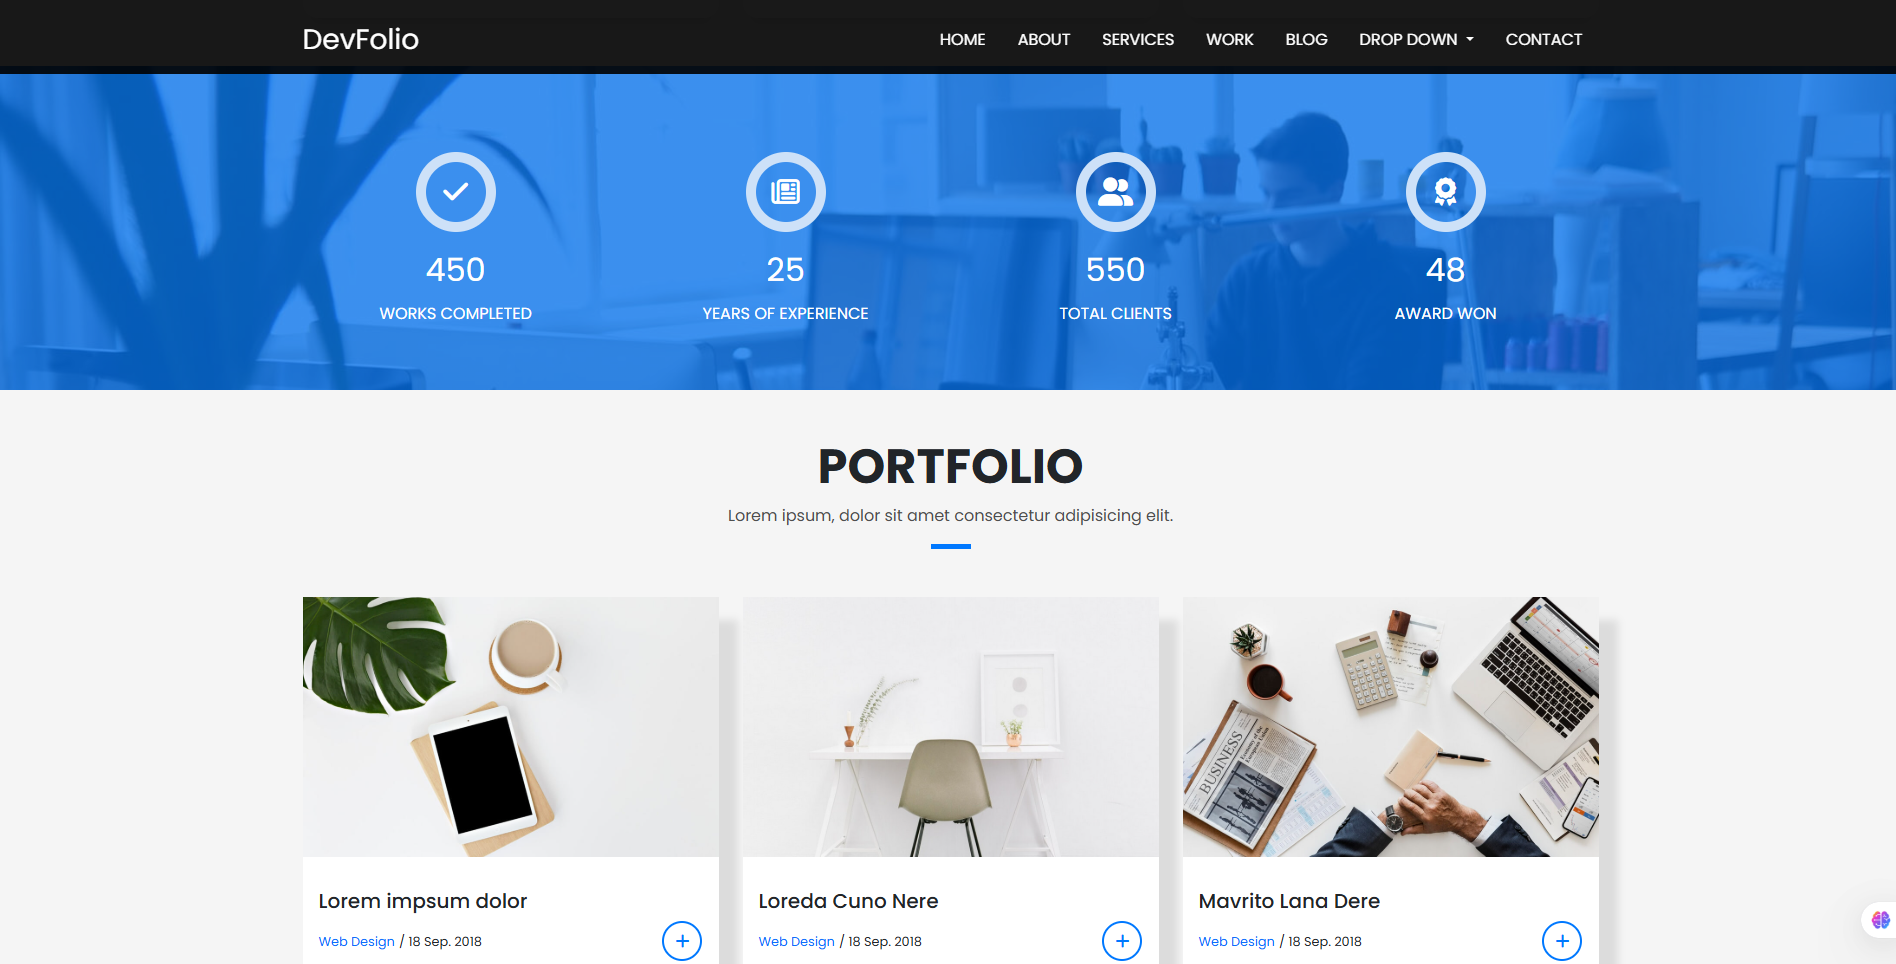 DevFolio
HOME ABOUT SERVICES WORK BLOG DROP DOWN CONTACT
450 25 550 48
WORKS COMPLETED YEARS OF EXPERIENCE TOTAL CLIENTS AWARD WON
PORTFOLIO
Lorem ipsum, dolor sit amet consectetur adipisicing elit.
BUSINESS
Lorem impsum dolor Loreda Cuno Nere Mavrito Lana Dere
Web Design / 18 Sep. 2018 Web Design / 18 Sep. 2018 Web Design / 18 Sep. 2018